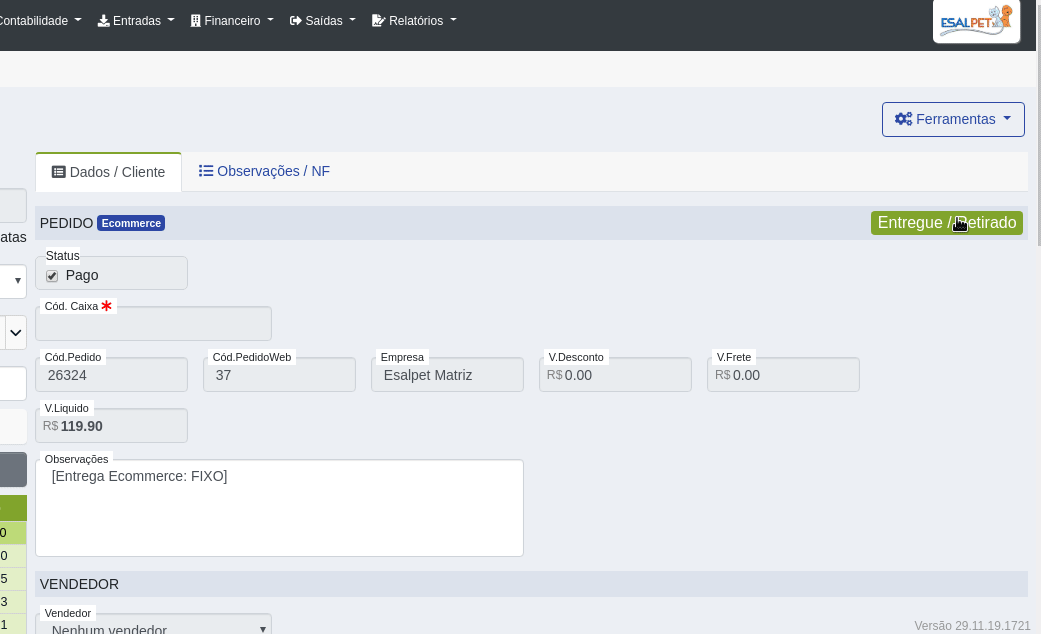 Contabilidade Entradas Financeiro Saídas Relatórios
ESALPET
Ferramentas
Dados / Cliente Observações / NF
atas
PEDIDO Ecommerce
Entregue / Retirado
Status
Pago
Cód. Caixa *
Cód.Pedido Cód.PedidoWeb Empresa V.Desconto V.Frete
26324 37 Esalpet Matriz R$ 0.00 R$ 0.00
V.Liquido
R$ 119.90
Observações
[Entrega Ecommerce: FIXO]
0
0
5
3
1
VENDEDOR
Vendedor
Nenhum vendedor
Versão 29.11.19.1721